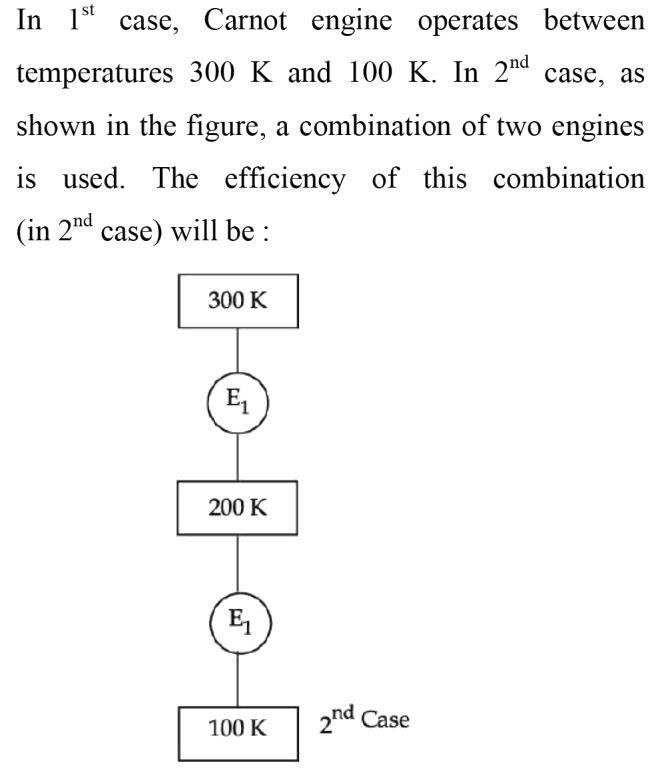 In 1st case, Carnot engine operates between
temperatures 300 K and 100 K. In 2nd case, as
shown in the figure, a combination of two engines
is used. The efficiency of this combination
(in 2nd case) will be :
300 K
E1
200 K
E1
100 K
2nd Case